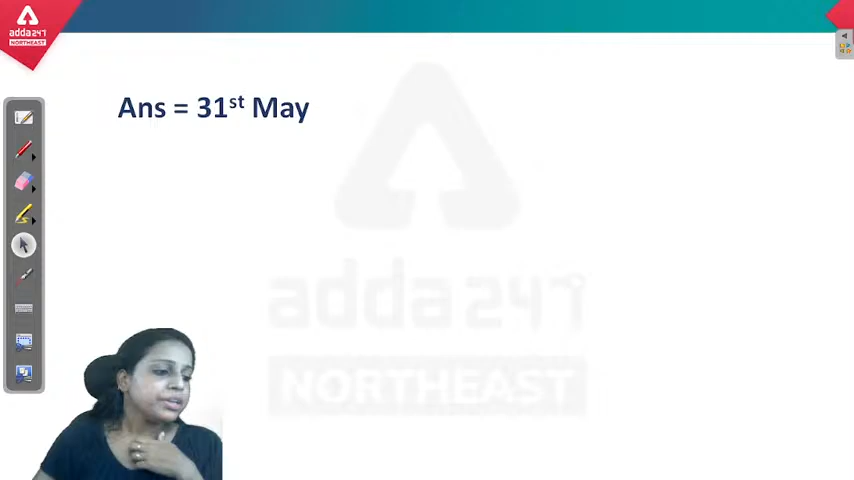 adda247
NORTHEAST
Ans = 31st May
adda247
NORTHEAST